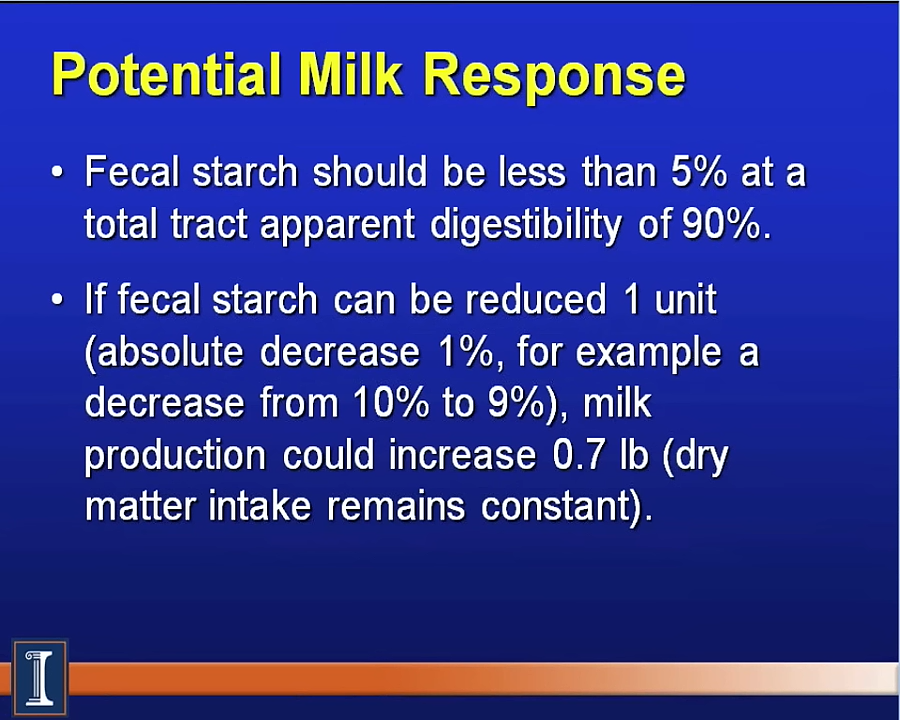 Potential Milk Response
• Fecal starch should be less than 5% at a
total tract apparent digestibility of 90%.
• If fecal starch can be reduced 1 unit
(absolute decrease 1%, for example a
decrease from 10% to 9%), milk
production could increase 0.7 lb (dry
matter intake remains constant).
I